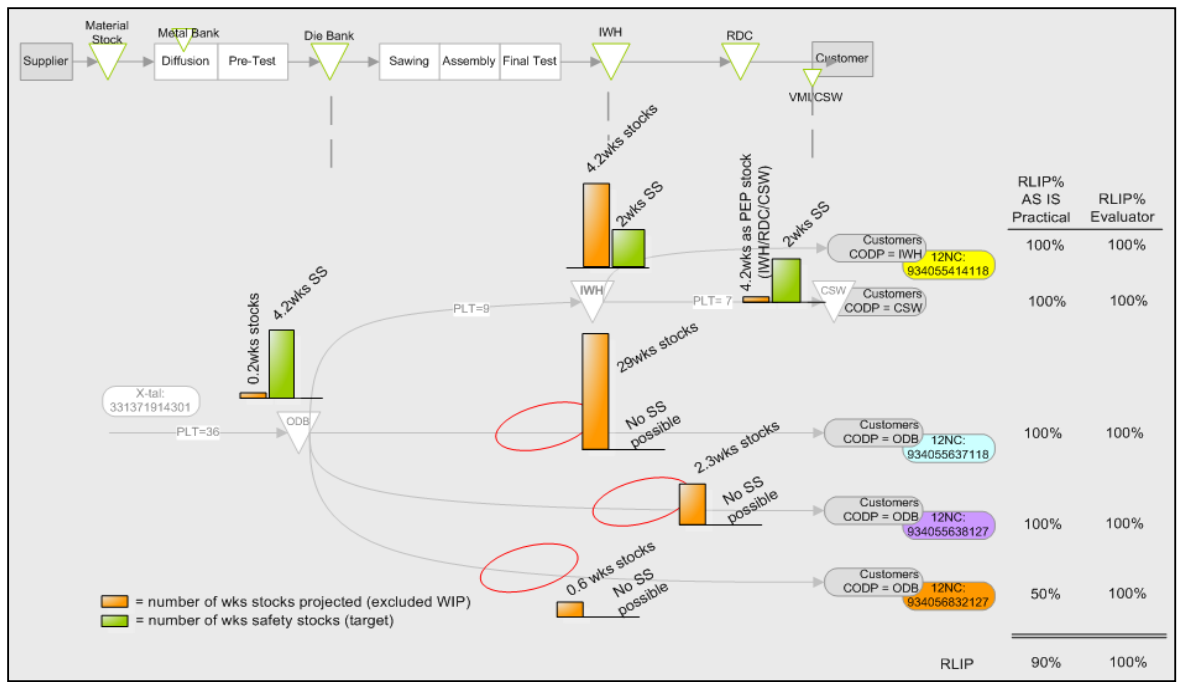 Material
Stock
Metal Bank
Die Bank
IWH
RDC
Supplier
Diffusion
Pre-Test
Sawing
Assembly
Final Test
Customer
VMI/CSW
4.2wks stocks
2wks SS
4.2wks as PEP stock
(IWH/RDC/CSW)
2wks SS
RLIP%
AS IS
Practical
RLIP%
Evaluator
Customers
CODP = IWH
12NC:
934055414118
100%
100%
0.2wks stocks
4.2wks SS
PLT=9
IWH
PLT= 7
CSW
Customers
CODP = CSW
100%
100%
29wks stocks
No SS
possible
X-tal:
331371914301
PLT=36
ODB
Customers
CODP = ODB
12NC:
934055637118
100%
100%
2.3wks stocks
No SS
possible
Customers
CODP = ODB
12NC:
934055638127
100%
100%
0.6 wks stocks
No SS
possible
Customers
CODP = ODB
12NC:
934056832127
50%
100%
= number of wks stocks projected (excluded WIP)
= number of wks safety stocks (target)
RLIP
90%
100%